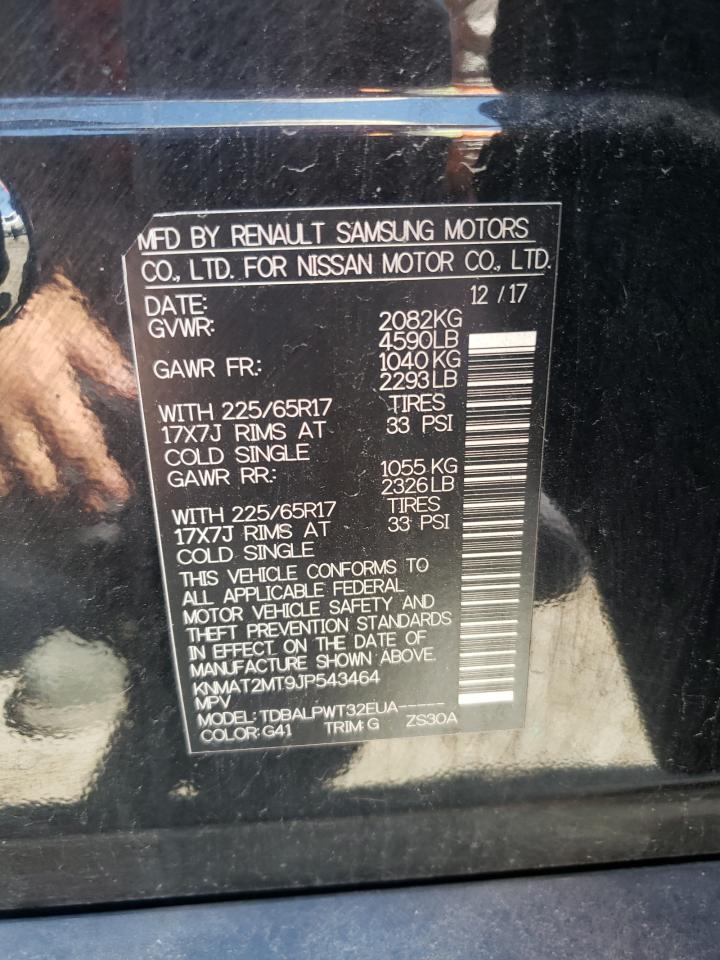 MFD BY RENAULT SAMSUNG MOTORS
CO., LTD. FOR NISSAN MOTOR CO., LTD.
DATE: 12 / 17
GVWR: 2082KG
4590LB
GAWR FR.: 1040KG
2293LB
WITH 225/65R17 TIRES
17X7J RIMS AT 33 PSI
COLD SINGLE
GAWR RR.: 1055KG
2326LB
WITH 225/65R17 TIRES
17X7J RIMS AT 33 PSI
COLD SINGLE
THIS VEHICLE CONFORMS TO
ALL APPLICABLE FEDERAL
MOTOR VEHICLE SAFETY AND
THEFT PREVENTION STANDARDS
IN EFFECT ON THE DATE OF
MANUFACTURE SHOWN ABOVE.
KNMAT2MT9JP543464
MPV
MODEL: TDBALPWT32EUA-----
COLOR: G41 TRIM: G ZS30A